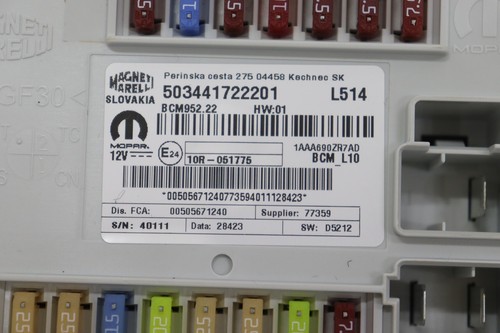 MAGNETI
MARELLI
SLOVAKIA
Perinska cesta 275 04458 Kechnec SK
503441722201 L514
BCM952.22 HW:01
MOPAR
12V
E24
10R-051775
1AAA690ZR7AD
BCM_L10
*00505671240773594011128423*
Dis. FCA: 00505671240 Supplier: 77359
S/N: 40111 Data: 28423 SW: D5212